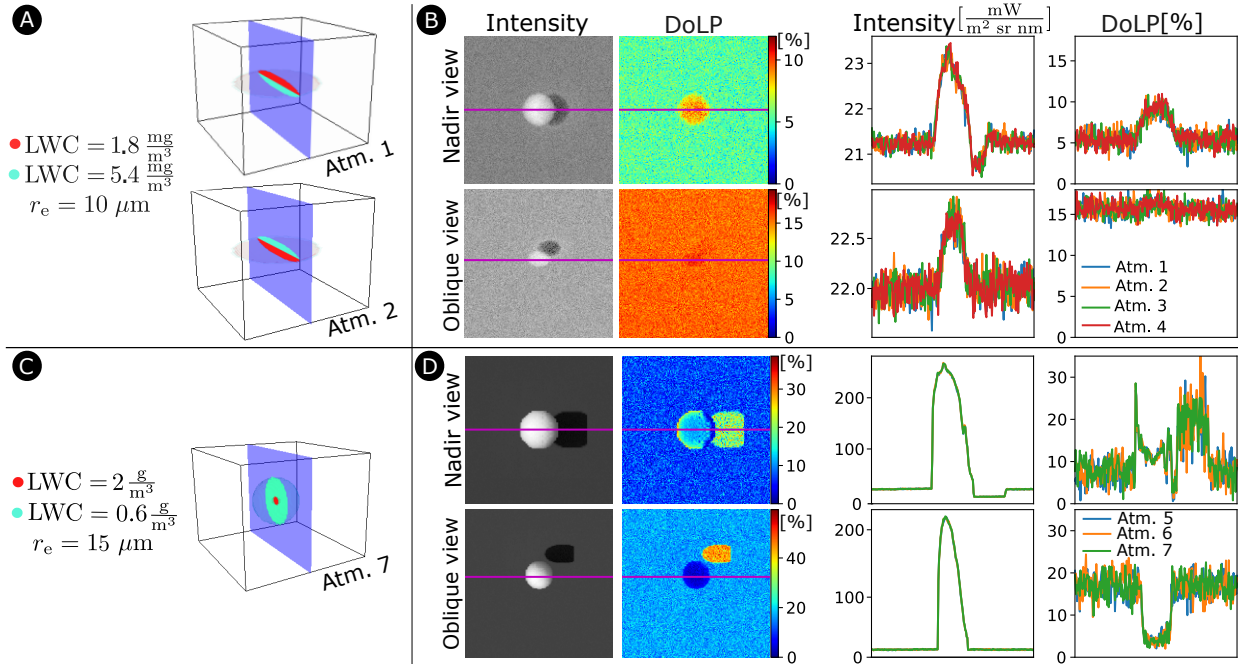 A
LWC = 1.8 mg/m³
LWC = 5.4 mg/m³
rₑ = 10 μm
Atm. 1
Atm. 2
B
Intensity
DoLP
Intensity [mW/m² sr nm]
DoLP[%]
Nadir view
[%]
10
5
0
23
22
21
15
10
5
0
Oblique view
[%]
15
10
5
0
22.5
22.0
15
10
5
0
Atm. 1
Atm. 2
Atm. 3
Atm. 4
C
LWC = 2 g/m³
LWC = 0.6 g/m³
rₑ = 15 μm
Atm. 7
D
Nadir view
[%]
30
20
10
0
200
100
0
30
20
10
0
Oblique view
[%]
40
20
0
200
100
0
Atm. 5
Atm. 6
Atm. 7
30
20
10
0